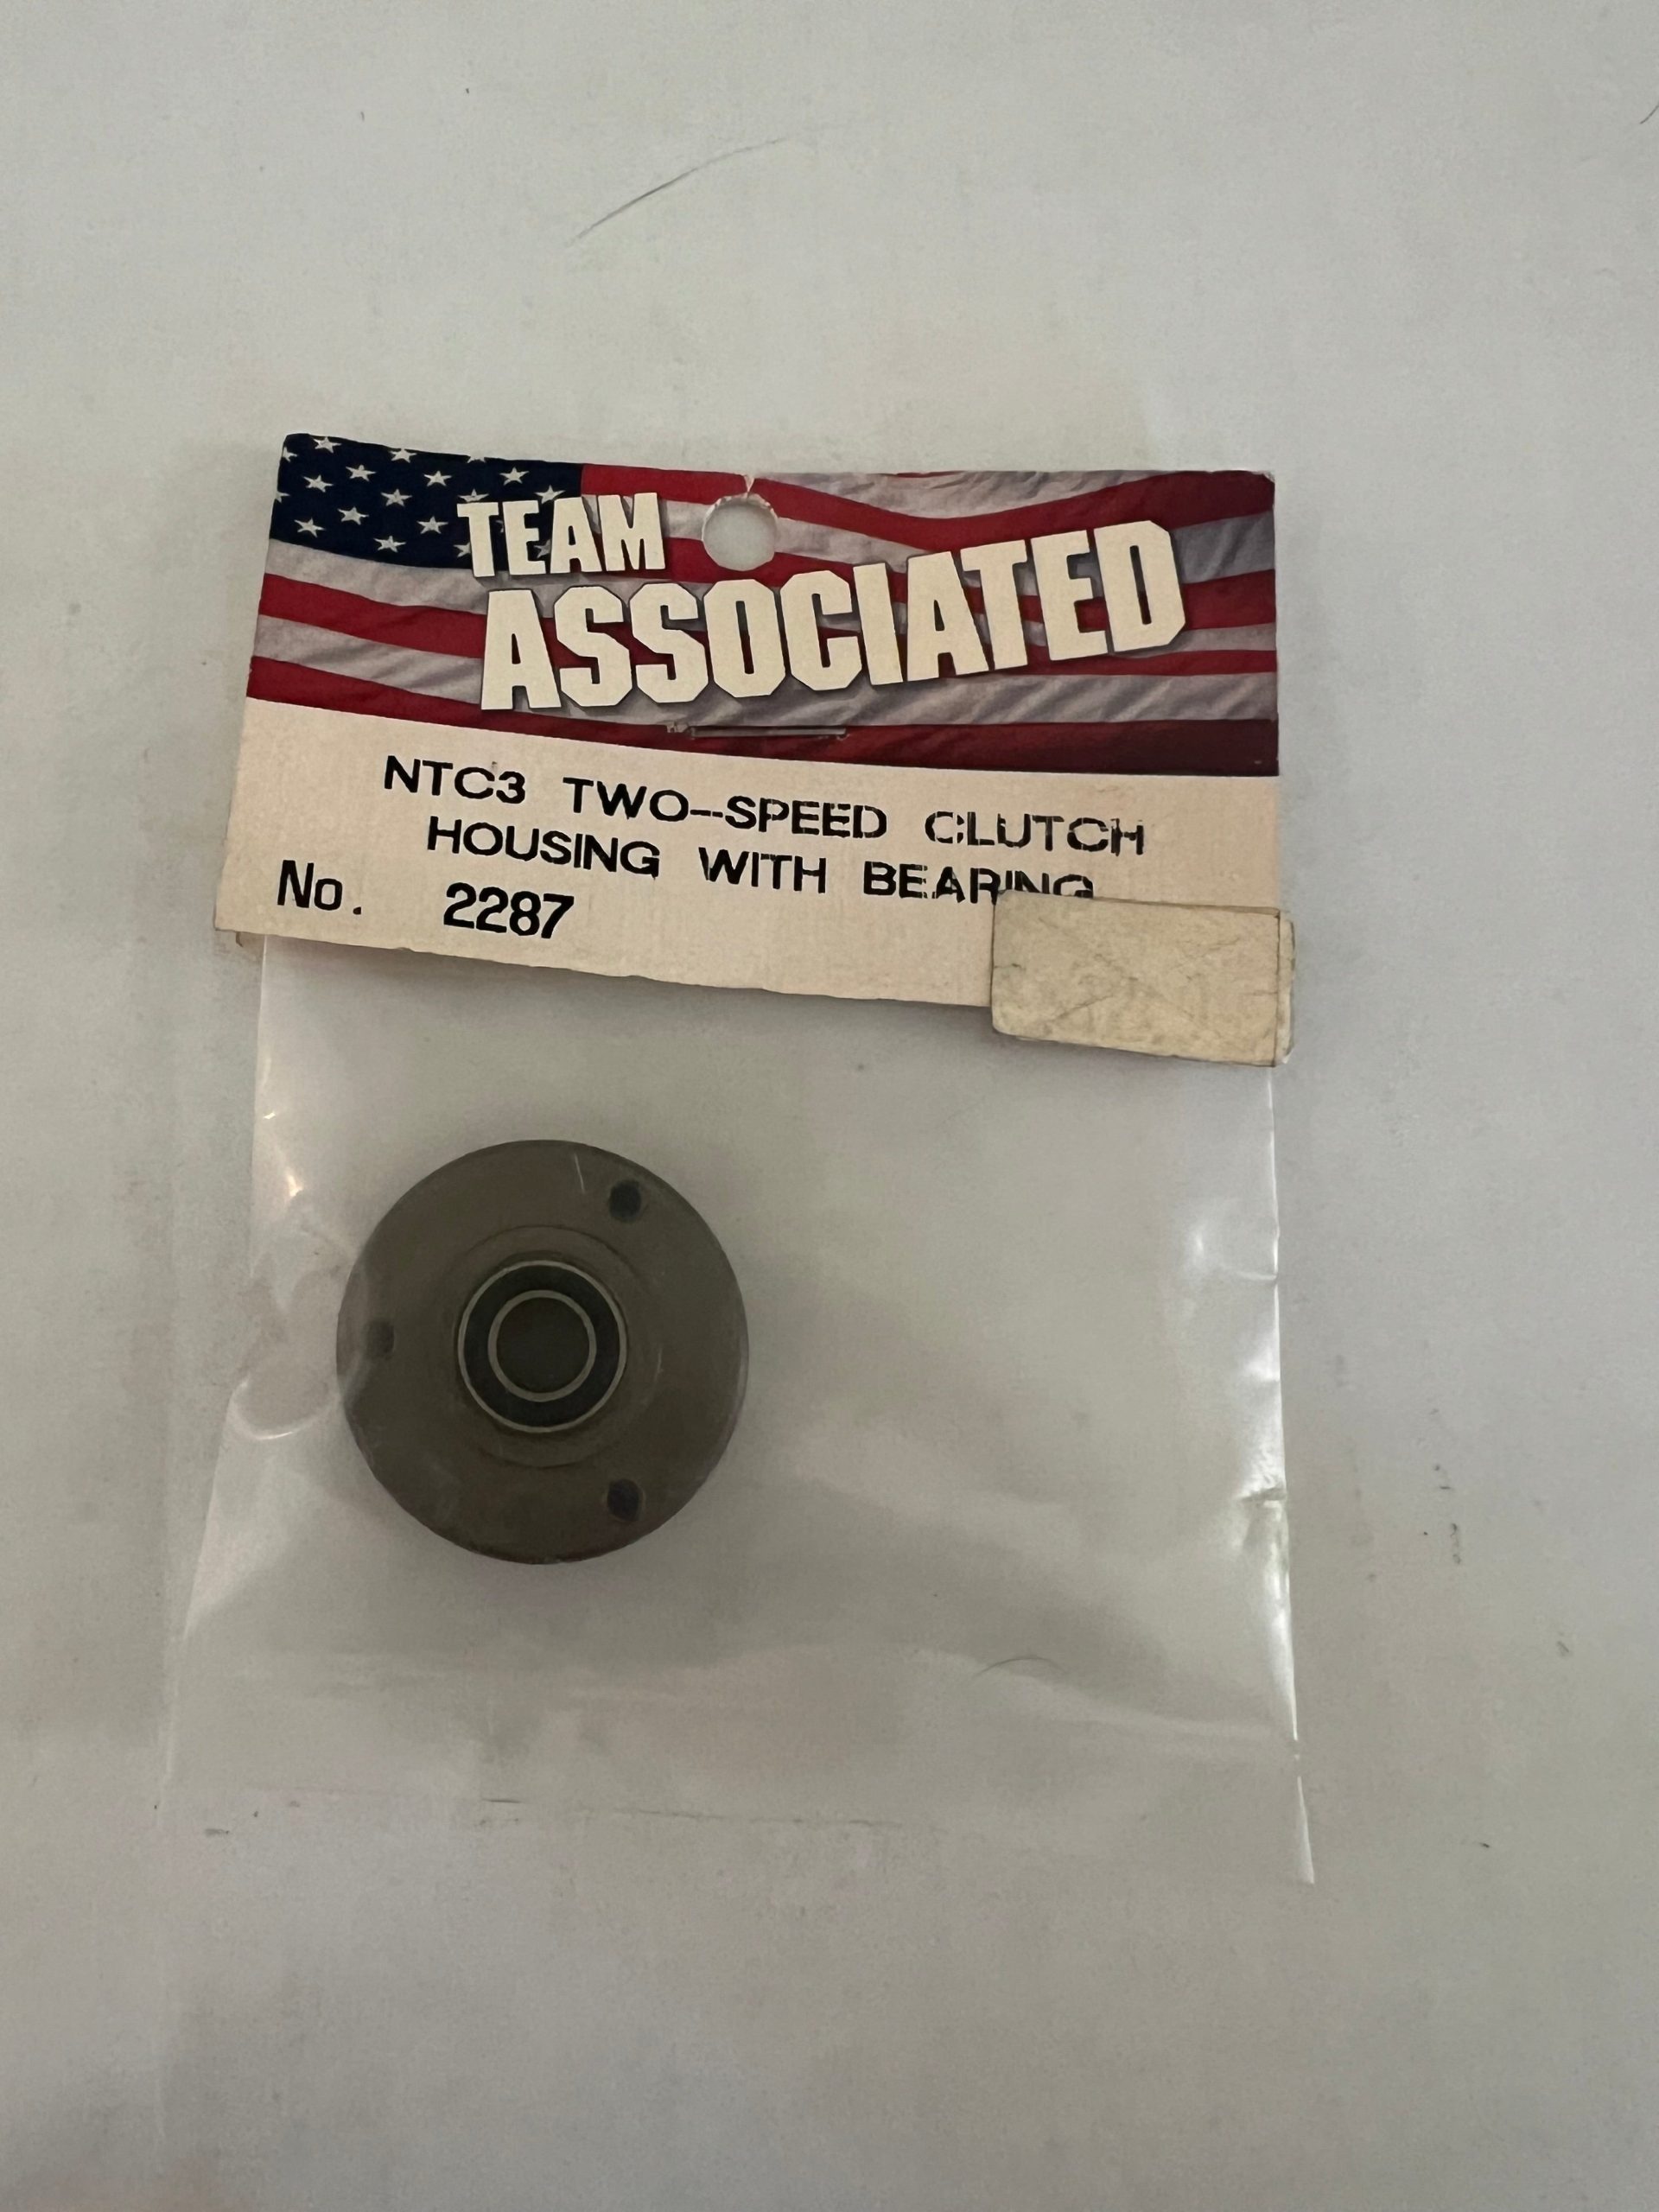 TEAM
ASSOCIATED
NTC3 TWO-SPEED CLUTCH
HOUSING WITH BEARING
No. 2287